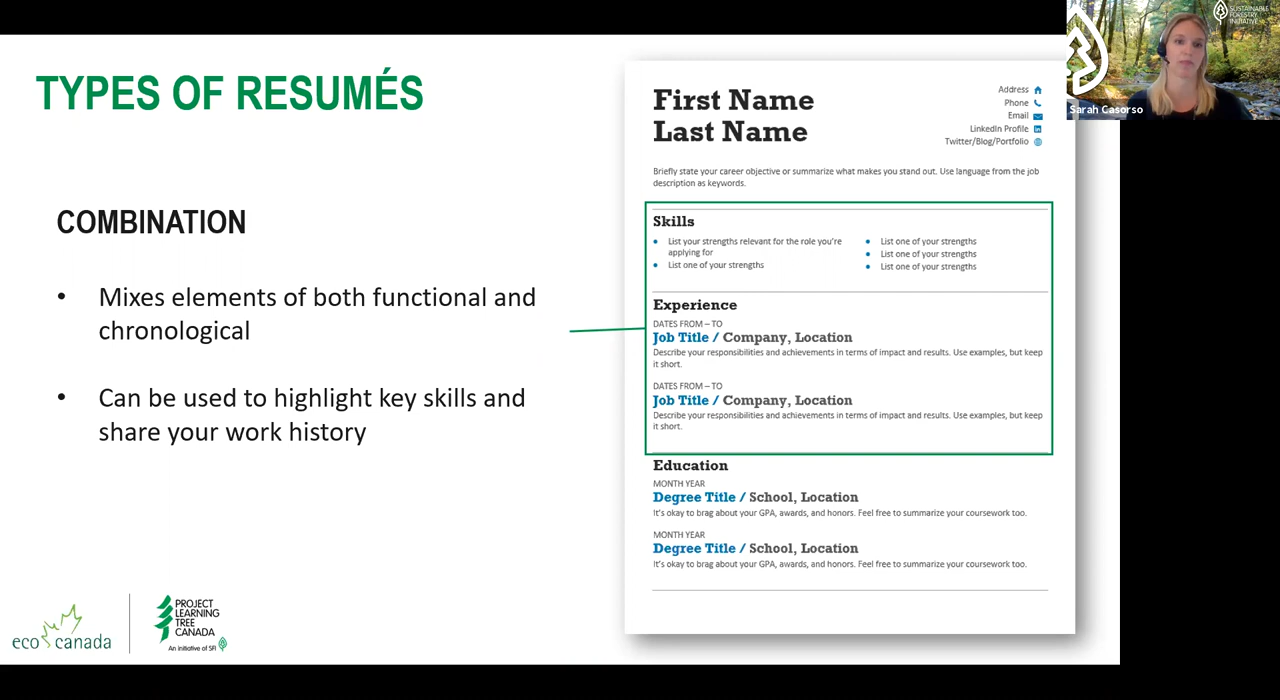 TYPES OF RESUMÉS
COMBINATION
• Mixes elements of both functional and
chronological
• Can be used to highlight key skills and
share your work history
eco canada
PROJECT
LEARNING
TREE
CANADA
An initiative of SFI
First Name
Last Name
Address
Phone
Email
LinkedIn Profile
Twitter/Blog/Portfolio
Briefly state your career objective or summarize what makes you stand out. Use language from the job
description as keywords.
Skills
• List your strengths relevant for the role you're
applying for
• List one of your strengths
• List one of your strengths
• List one of your strengths
• List one of your strengths
Experience
DATES FROM – TO
Job Title / Company, Location
Describe your responsibilities and achievements in terms of impact and results. Use examples, but keep
it short.
DATES FROM – TO
Job Title / Company, Location
Describe your responsibilities and achievements in terms of impact and results. Use examples, but keep
it short.
Education
MONTH YEAR
Degree Title / School, Location
It's okay to brag about your GPA, awards, and honors. Feel free to summarize your coursework too.
MONTH YEAR
Degree Title / School, Location
It's okay to brag about your GPA, awards, and honors. Feel free to summarize your coursework too.
SUSTAINABLE
FORESTRY
INITIATIVE
Sarah Casorso